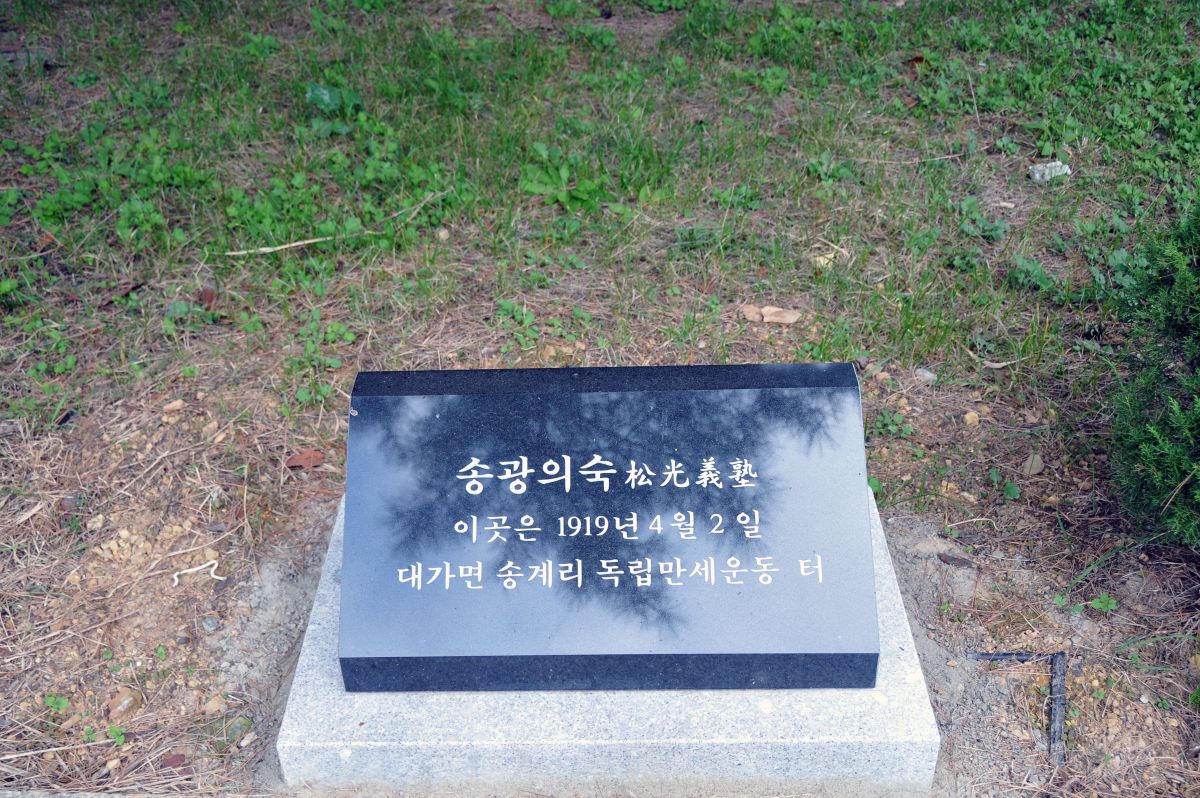 송광의숙 松光義塾
이곳은 1919년 4월 2일
대가면 송계리 독립만세운동 터